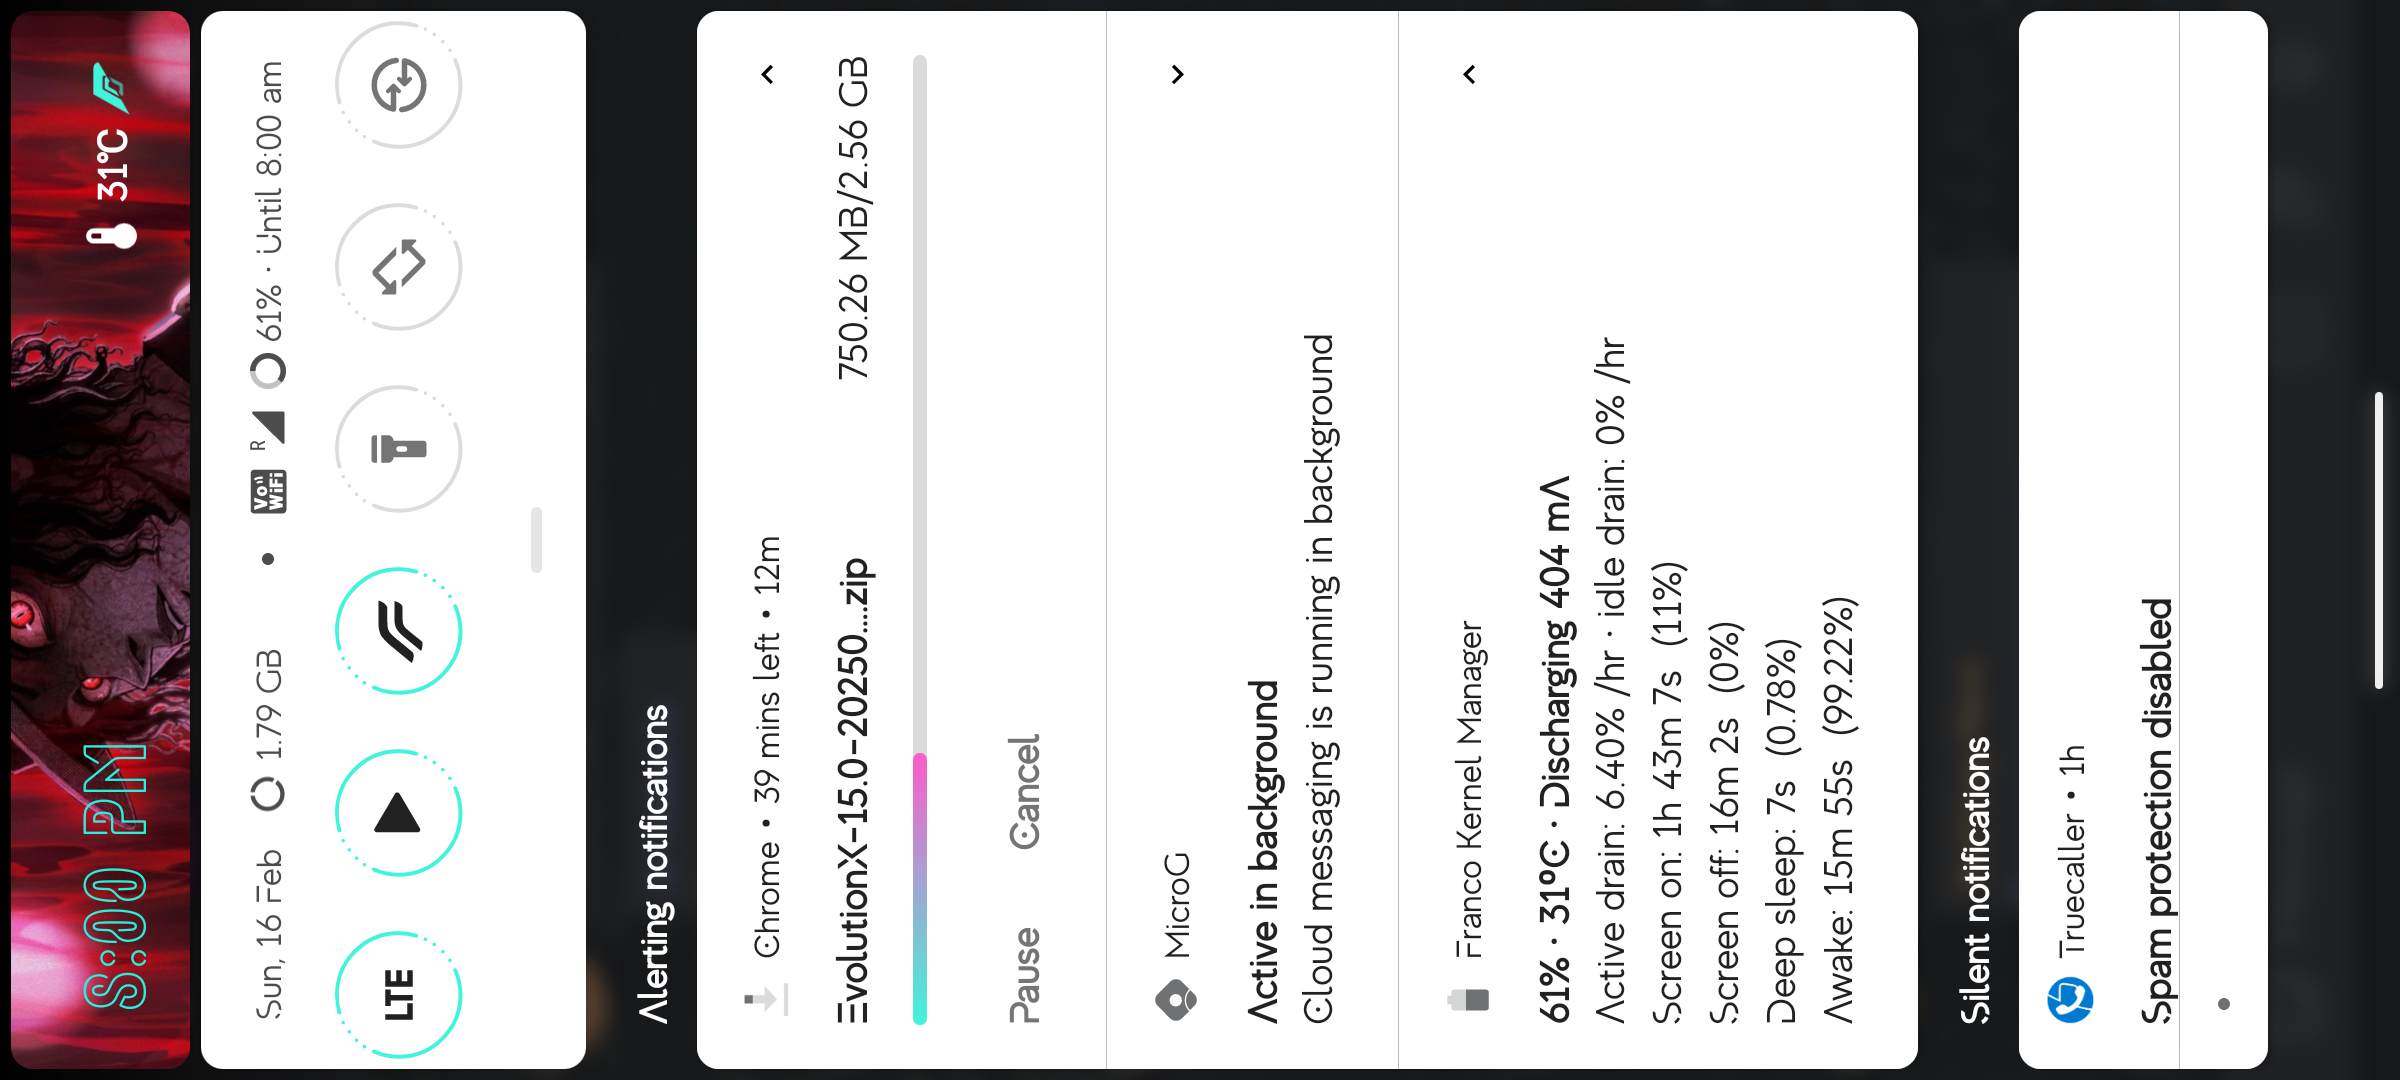 5:00 PM
31°C
Sun, 16 Feb
1.79 GB
Vo WiFi
R
61% · Until 8:00 am
LTE
Alerting notifications
Chrome • 39 mins left • 12m
EvolutionX-15.0-20250....zip
750.26 MB/2.56 GB
Pause
Cancel
MicroG
Active in background
Cloud messaging is running in background
Franco Kernel Manager
61% · 31°C · Discharging 404 mA
Active drain: 6.40% /hr · idle drain: 0% /hr
Screen on: 1h 43m 7s (11%)
Screen off: 16m 2s (0%)
Deep sleep: 7s (0.78%)
Awake: 15m 55s (99.22%)
Silent notifications
Truecaller • 1h
Spam protection disabled